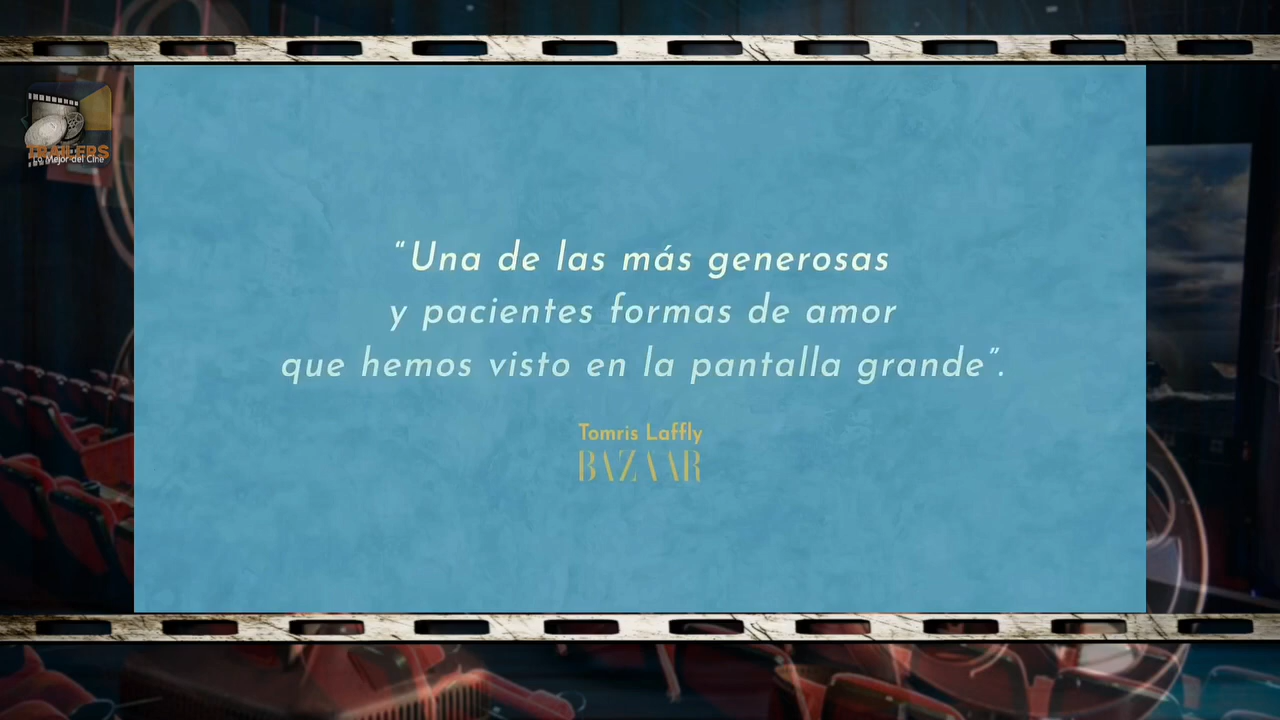 TRAILERS
Lo Mejor del Cine
“Una de las más generosas
y pacientes formas de amor
que hemos visto en la pantalla grande”.
Tomris Laffly
BAZAAR